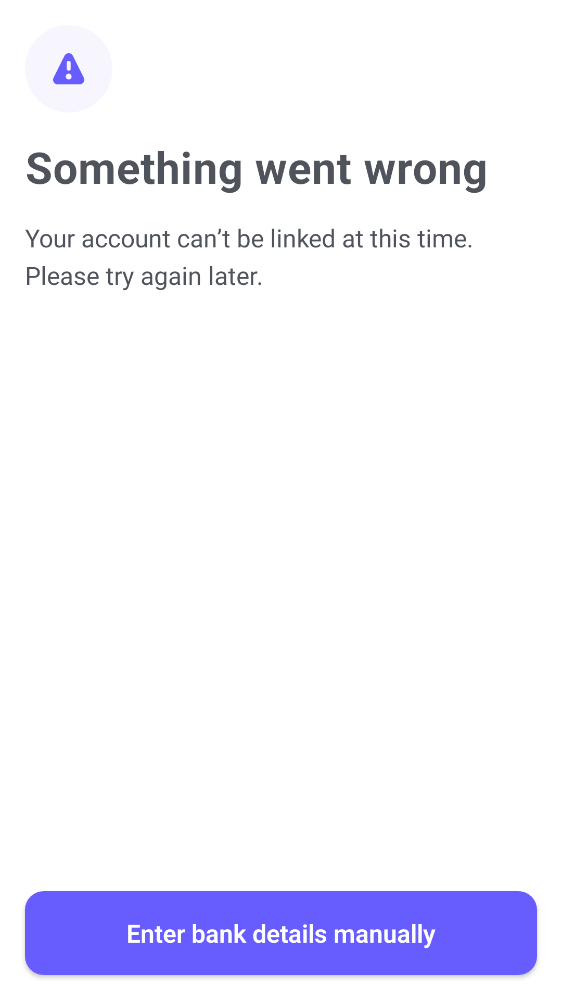 Something went wrong
Your account can’t be linked at this time.
Please try again later.
Enter bank details manually